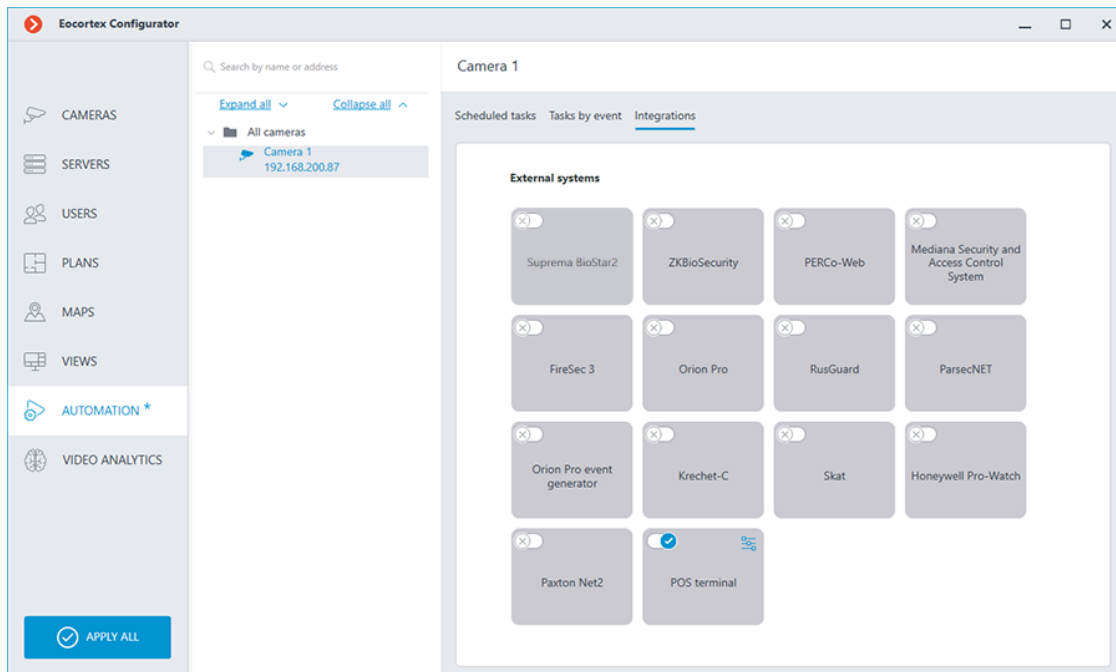 Eocortex Configurator
CAMERAS
SERVERS
USERS
PLANS
MAPS
VIEWS
AUTOMATION *
VIDEO ANALYTICS
APPLY ALL
Search by name or address
Expand all
Collapse all
All cameras
Camera 1
192.168.200.87
Camera 1
Scheduled tasks
Tasks by event
Integrations
External systems
Suprema BioStar2
ZKBioSecurity
PERCo-Web
Mediana Security and
Access Control
System
FireSec 3
Orion Pro
RusGuard
ParsecNET
Orion Pro event
generator
Krechet-C
Skat
Honeywell Pro-Watch
Paxton Net2
POS terminal